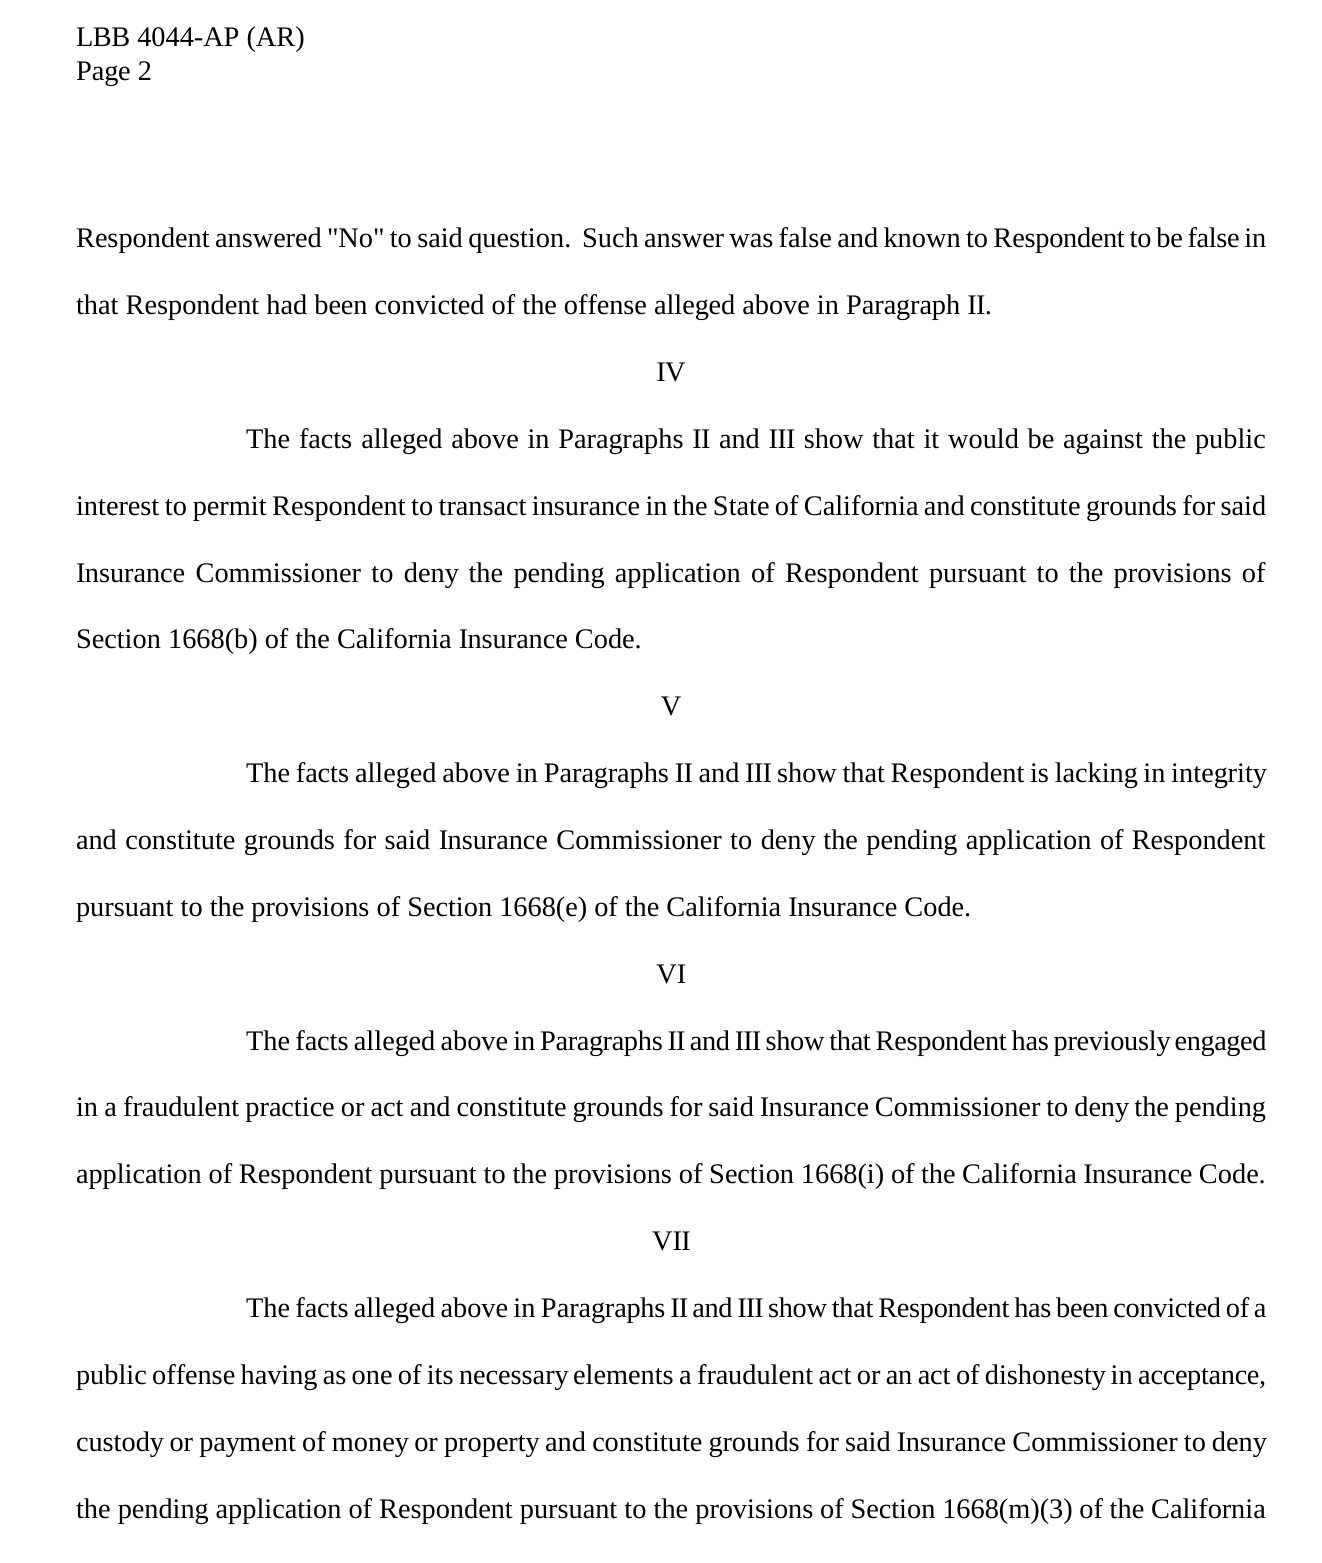 LBB 4044-AP (AR)
Page 2
Respondent answered "No" to said question.  Such answer was false and known to Respondent to be false in
that Respondent had been convicted of the offense alleged above in Paragraph II.
IV
The facts alleged above in Paragraphs II and III show that it would be against the public
interest to permit Respondent to transact insurance in the State of California and constitute grounds for said
Insurance Commissioner to deny the pending application of Respondent pursuant to the provisions of
Section 1668(b) of the California Insurance Code.
V
The facts alleged above in Paragraphs II and III show that Respondent is lacking in integrity
and constitute grounds for said Insurance Commissioner to deny the pending application of Respondent
pursuant to the provisions of Section 1668(e) of the California Insurance Code.
VI
The facts alleged above in Paragraphs II and III show that Respondent has previously engaged
in a fraudulent practice or act and constitute grounds for said Insurance Commissioner to deny the pending
application of Respondent pursuant to the provisions of Section 1668(i) of the California Insurance Code.
VII
The facts alleged above in Paragraphs II and III show that Respondent has been convicted of a
public offense having as one of its necessary elements a fraudulent act or an act of dishonesty in acceptance,
custody or payment of money or property and constitute grounds for said Insurance Commissioner to deny
the pending application of Respondent pursuant to the provisions of Section 1668(m)(3) of the California